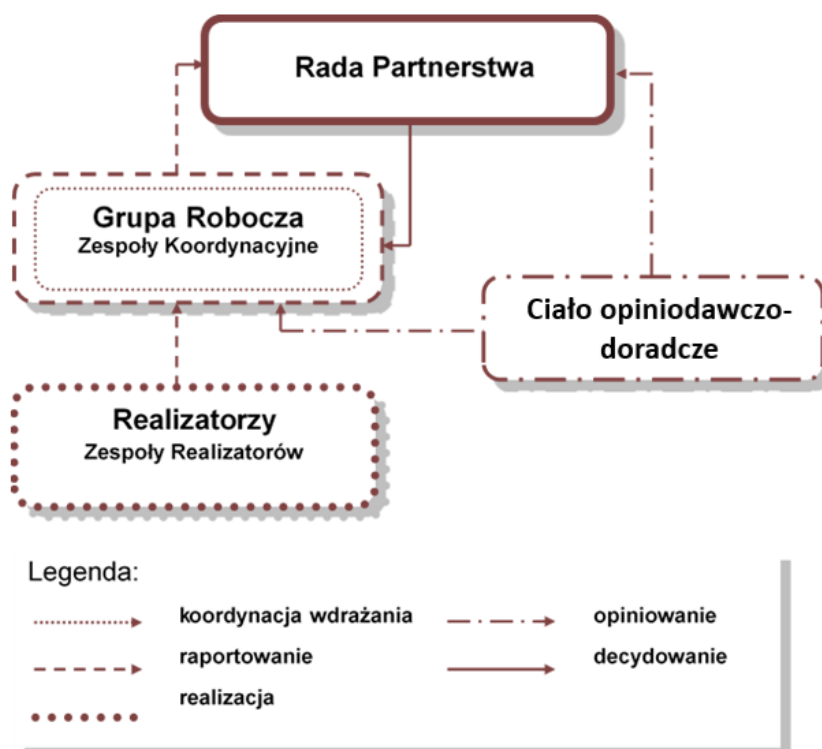 Rada Partnerstwa
Grupa Robocza
Zespoły Koordynacyjne
Ciało opiniodawczo-
doradcze
Realizatorzy
Zespoły Realizatorów
Legenda:
koordynacja wdrażania
opiniowanie
raportowanie
decydowanie
realizacja